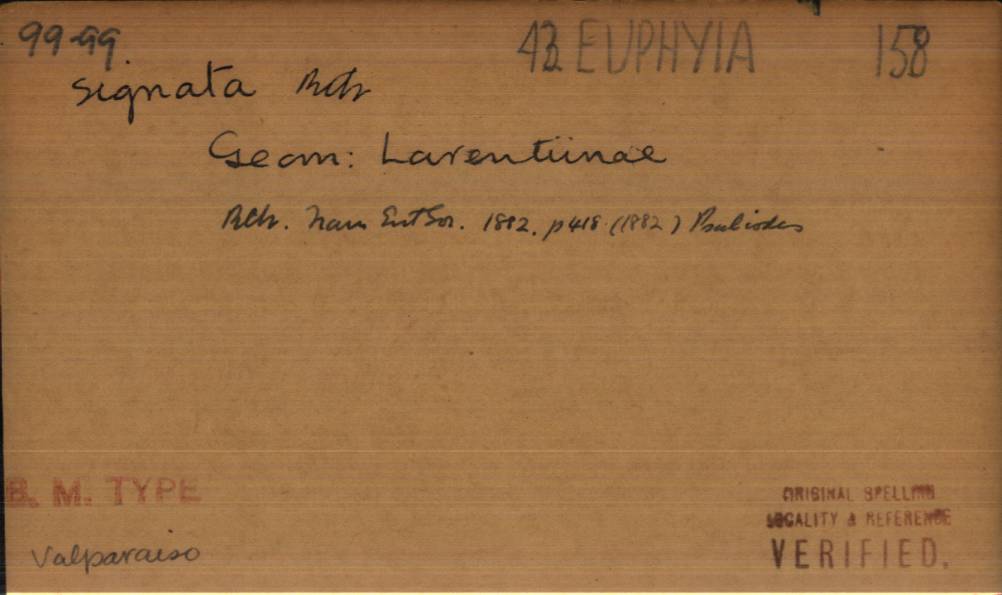 99.99. 43 EUPHYIA 158
signata Btlr
Geom: Larentiinae
Btlr. Trans Ent Soc. 1882. p 418 (1882) Psaliodes
B. M. TYPE
Valparaiso
ORIGINAL SPELLING
LOCALITY & REFERENCE
VERIFIED.